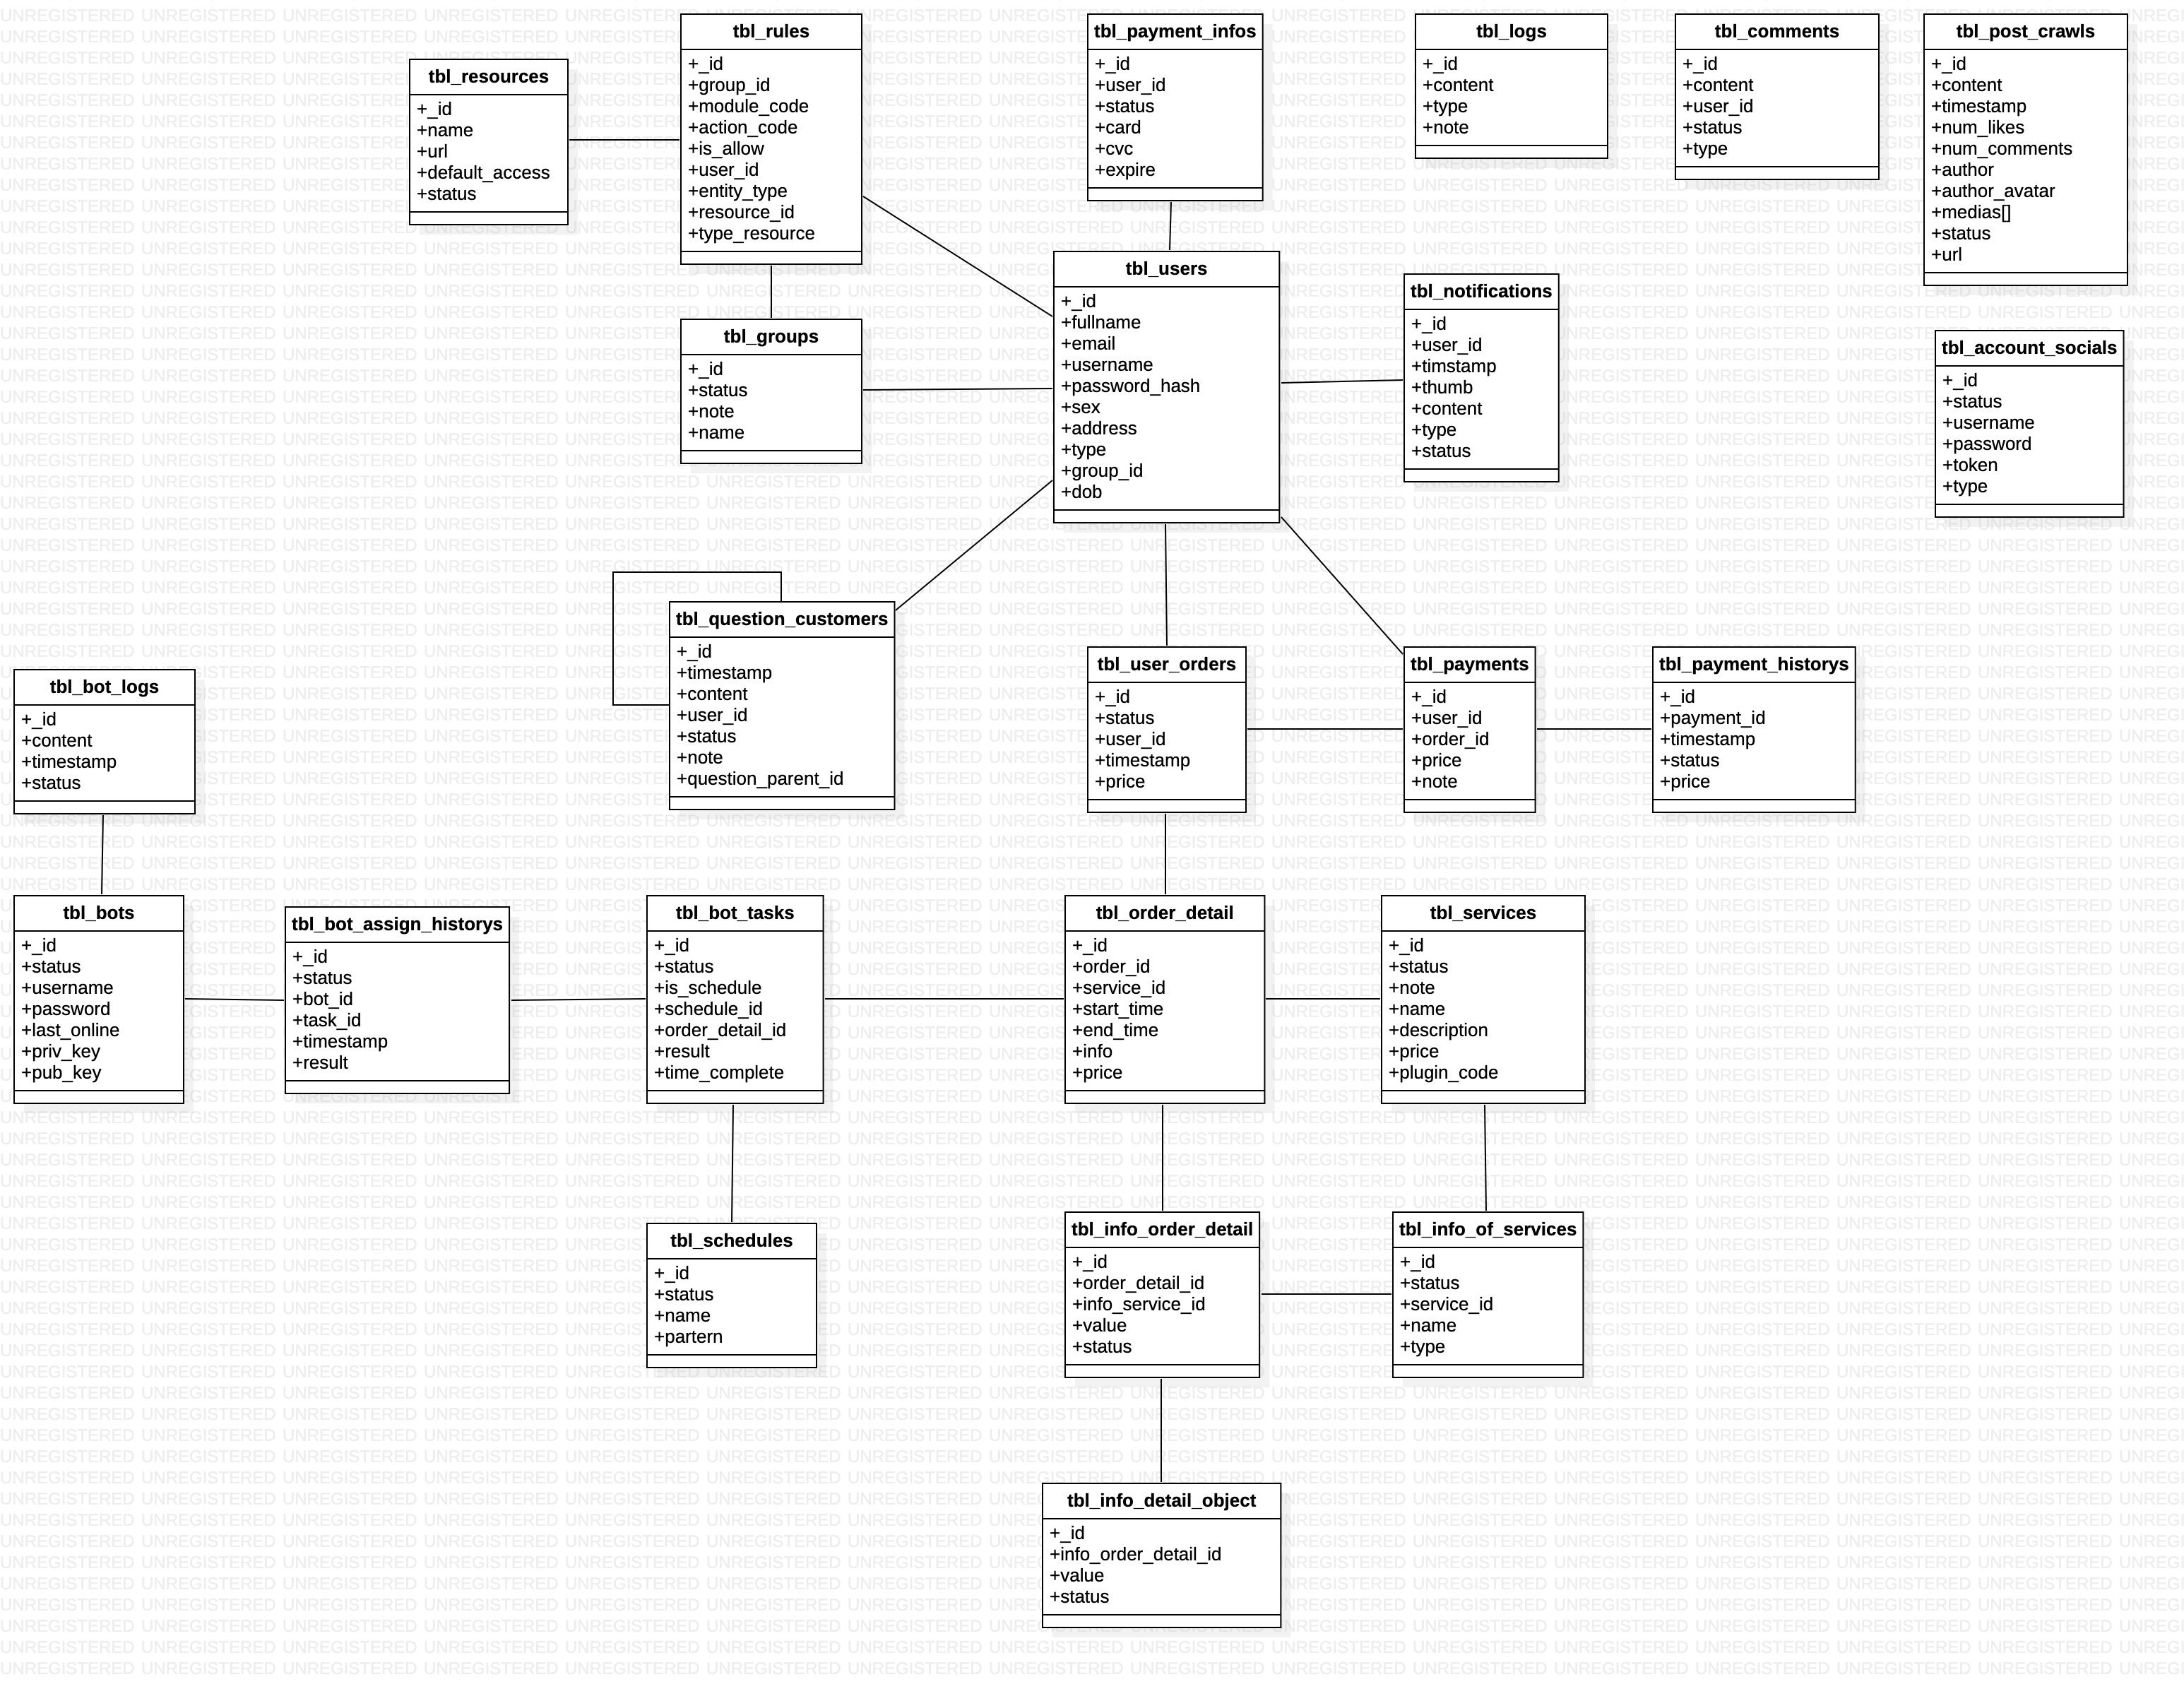 tbl_rules
+_id
+group_id
+module_code
+action_code
+is_allow
+user_id
+entity_type
+resource_id
+type_resource
tbl_payment_infos
+_id
+user_id
+status
+card
+cvc
+expire
tbl_logs
+_id
+content
+type
+note
tbl_comments
+_id
+content
+user_id
+status
+type
tbl_post_crawls
+_id
+content
+timestamp
+num_likes
+num_comments
+author
+author_avatar
+medias[]
+status
+url
tbl_resources
+_id
+name
+url
+default_access
+status
tbl_users
+_id
+fullname
+email
+username
+password_hash
+sex
+address
+type
+group_id
+dob
tbl_notifications
+_id
+user_id
+timstamp
+thumb
+content
+type
+status
tbl_groups
+_id
+status
+note
+name
tbl_account_socials
+_id
+status
+username
+password
+token
+type
tbl_question_customers
+_id
+timestamp
+content
+user_id
+status
+note
+question_parent_id
tbl_user_orders
+_id
+status
+user_id
+timestamp
+price
tbl_payments
+_id
+user_id
+order_id
+price
+note
tbl_payment_historys
+_id
+payment_id
+timestamp
+status
+price
tbl_bot_logs
+_id
+content
+timestamp
+status
tbl_bots
+_id
+status
+username
+password
+last_online
+priv_key
+pub_key
tbl_bot_assign_historys
+_id
+status
+bot_id
+task_id
+timestamp
+result
tbl_bot_tasks
+_id
+status
+is_schedule
+schedule_id
+order_detail_id
+result
+time_complete
tbl_order_detail
+_id
+order_id
+service_id
+start_time
+end_time
+info
+price
tbl_services
+_id
+status
+note
+name
+description
+price
+plugin_code
tbl_schedules
+_id
+status
+name
+partern
tbl_info_order_detail
+_id
+order_detail_id
+info_service_id
+value
+status
tbl_info_of_services
+_id
+status
+service_id
+name
+type
tbl_info_detail_object
+_id
+info_order_detail_id
+value
+status
UNREGISTERED